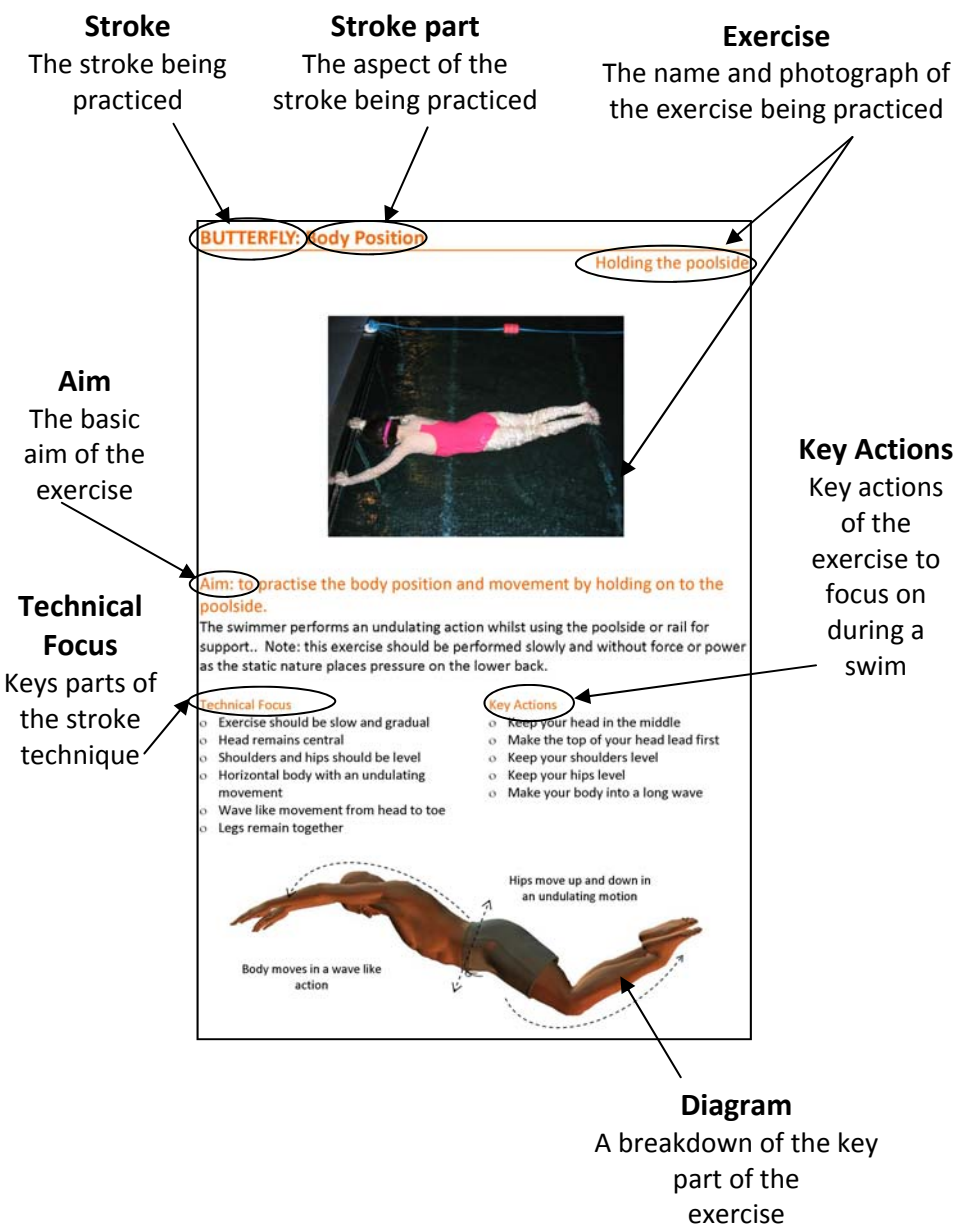 Stroke
The stroke being
practiced
Stroke part
The aspect of the
stroke being practiced
Exercise
The name and photograph of
the exercise being practiced
BUTTERFLY: Body Position
Holding the poolside
Aim
The basic
aim of the
exercise
Key Actions
Key actions
of the
exercise to
focus on
during a
swim
Aim: to practise the body position and movement by holding on to the
poolside.
The swimmer performs an undulating action whilst using the poolside or rail for
support.. Note: this exercise should be performed slowly and without force or power
as the static nature places pressure on the lower back.
Technical
Focus
Keys parts of
the stroke
technique
Technical Focus
o Exercise should be slow and gradual
o Head remains central
o Shoulders and hips should be level
o Horizontal body with an undulating
movement
o Wave like movement from head to toe
o Legs remain together
Key Actions
o Keep your head in the middle
o Make the top of your head lead first
o Keep your shoulders level
o Keep your hips level
o Make your body into a long wave
Hips move up and down in
an undulating motion
Body moves in a wave like
action
Diagram
A breakdown of the key
part of the
exercise